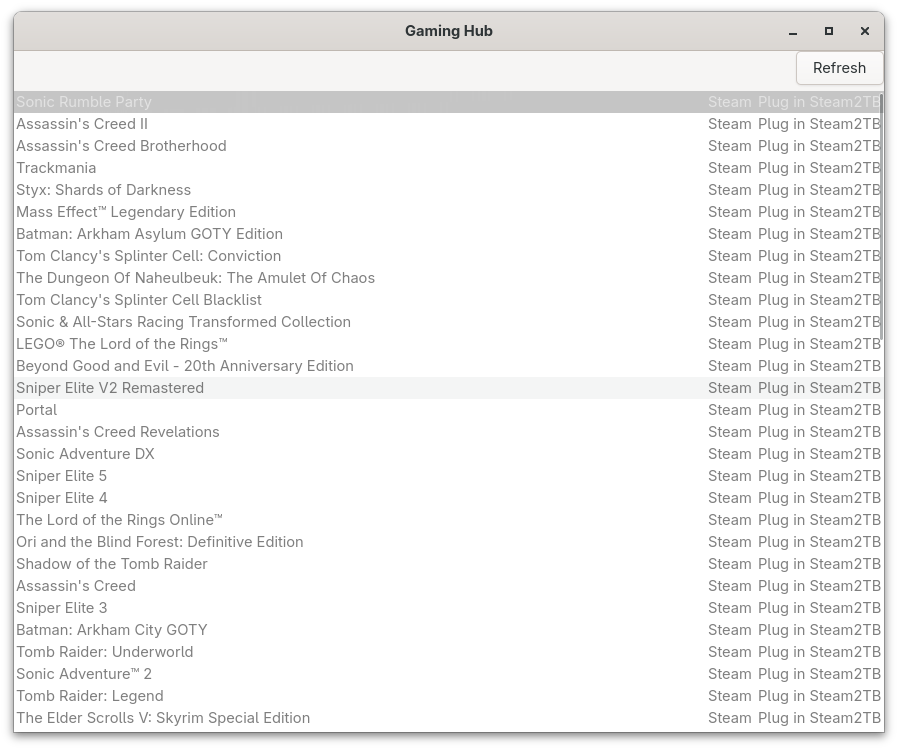 Gaming Hub
Refresh
Sonic Rumble Party Steam Plug in Steam2TB
Assassin's Creed II Steam Plug in Steam2TB
Assassin's Creed Brotherhood Steam Plug in Steam2TB
Trackmania Steam Plug in Steam2TB
Styx: Shards of Darkness Steam Plug in Steam2TB
Mass Effect™ Legendary Edition Steam Plug in Steam2TB
Batman: Arkham Asylum GOTY Edition Steam Plug in Steam2TB
Tom Clancy's Splinter Cell: Conviction Steam Plug in Steam2TB
The Dungeon Of Naheulbeuk: The Amulet Of Chaos Steam Plug in Steam2TB
Tom Clancy's Splinter Cell Blacklist Steam Plug in Steam2TB
Sonic & All-Stars Racing Transformed Collection Steam Plug in Steam2TB
LEGO® The Lord of the Rings™ Steam Plug in Steam2TB
Beyond Good and Evil - 20th Anniversary Edition Steam Plug in Steam2TB
Sniper Elite V2 Remastered Steam Plug in Steam2TB
Portal Steam Plug in Steam2TB
Assassin's Creed Revelations Steam Plug in Steam2TB
Sonic Adventure DX Steam Plug in Steam2TB
Sniper Elite 5 Steam Plug in Steam2TB
Sniper Elite 4 Steam Plug in Steam2TB
The Lord of the Rings Online™ Steam Plug in Steam2TB
Ori and the Blind Forest: Definitive Edition Steam Plug in Steam2TB
Shadow of the Tomb Raider Steam Plug in Steam2TB
Assassin's Creed Steam Plug in Steam2TB
Sniper Elite 3 Steam Plug in Steam2TB
Batman: Arkham City GOTY Steam Plug in Steam2TB
Tomb Raider: Underworld Steam Plug in Steam2TB
Sonic Adventure™ 2 Steam Plug in Steam2TB
Tomb Raider: Legend Steam Plug in Steam2TB
The Elder Scrolls V: Skyrim Special Edition Steam Plug in Steam2TB